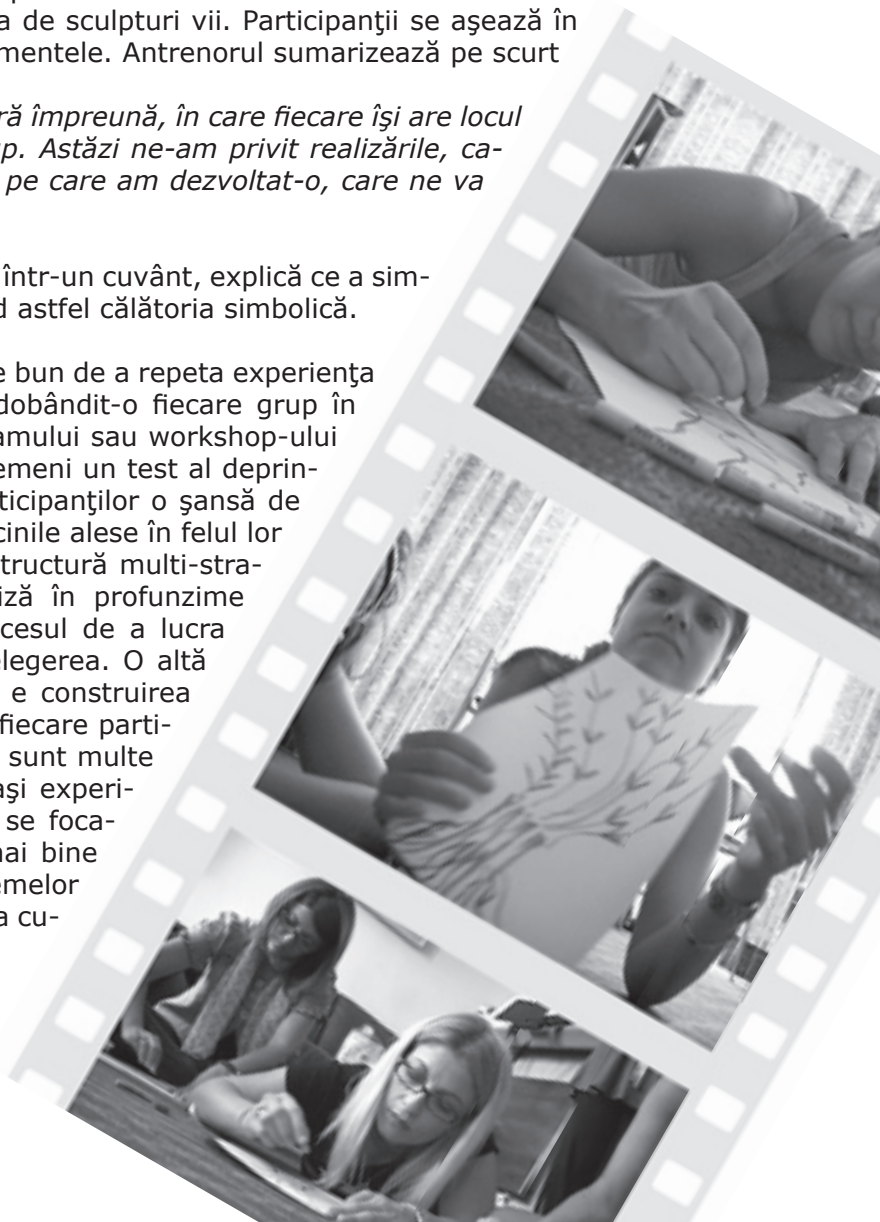 a de sculpturi vii. Participanţii se aşează în
mentele. Antrenorul sumarizează pe scurt
ră împreună, în care fiecare îşi are locul
p. Astăzi ne-am privit realizările, ca-
pe care am dezvoltat-o, care ne va
într-un cuvânt, explică ce a sim-
d astfel călătoria simbolică.
e bun de a repeta experienţa
dobândit-o fiecare grup în
amului sau workshop-ului
emeni un test al deprin-
ticipanţilor o şansă de
cinile alese în felul lor
tructură multi-stra-
iză în profunzime
cesul de a lucra
elegerea. O altă
e construirea
fiecare parti-
sunt multe
aşi experi-
se foca-
nai bine
emelor
a cu-